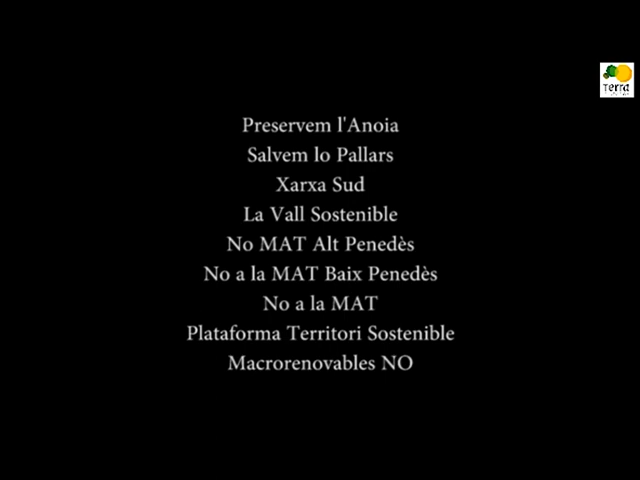 terra
Preservem l'Anoia
Salvem lo Pallars
Xarxa Sud
La Vall Sostenible
No MAT Alt Penedès
No a la MAT Baix Penedès
No a la MAT
Plataforma Territori Sostenible
Macrorenovables NO